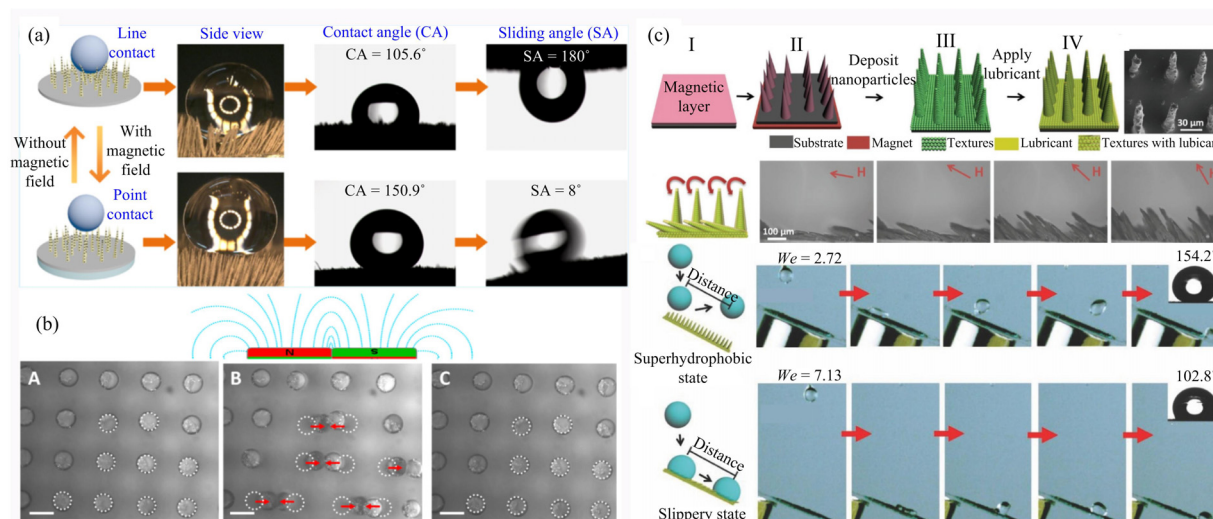 (a)
Line
contact
Side view
Contact angle (CA)
Sliding angle (SA)
CA = 105.6°
SA = 180°
Without
magnetic
field
With
magnetic
field
Point
contact
CA = 150.9°
SA = 8°
(b)
N
S
A
B
C
(c)
I
II
III
IV
Magnetic
layer
Deposit
nanoparticles
Apply
lubricant
30 μm
Substrate
Magnet
Textures
Lubricant
Textures with lubican
H
H
H
H
100 μm
We = 2.72
154.2°
Distance
Superhydrophobic
state
We = 7.13
102.8°
Distance
Slippery state